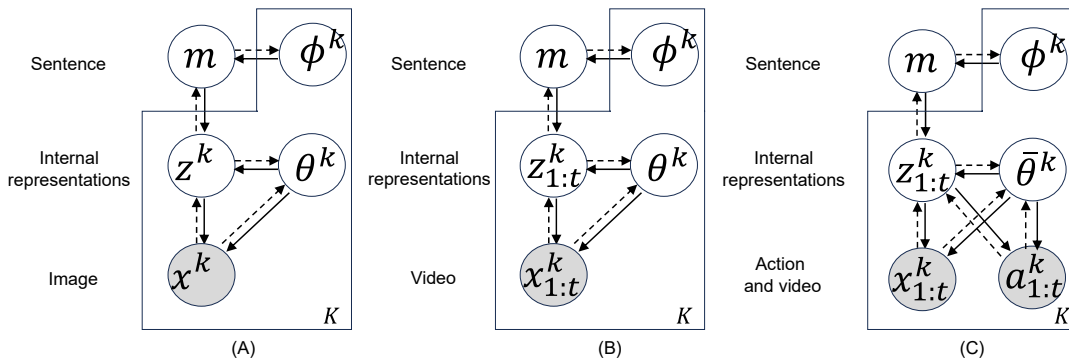 Sentence m ϕ^k
Internal representations z^k θ^k
Image x^k
K
(A)
Sentence m ϕ^k
Internal representations z^k_{1:t} θ^k
Video x^k_{1:t}
K
(B)
Sentence m ϕ^k
Internal representations z^k_{1:t} \bar{θ}^k
Action and video x^k_{1:t} a^k_{1:t}
K
(C)